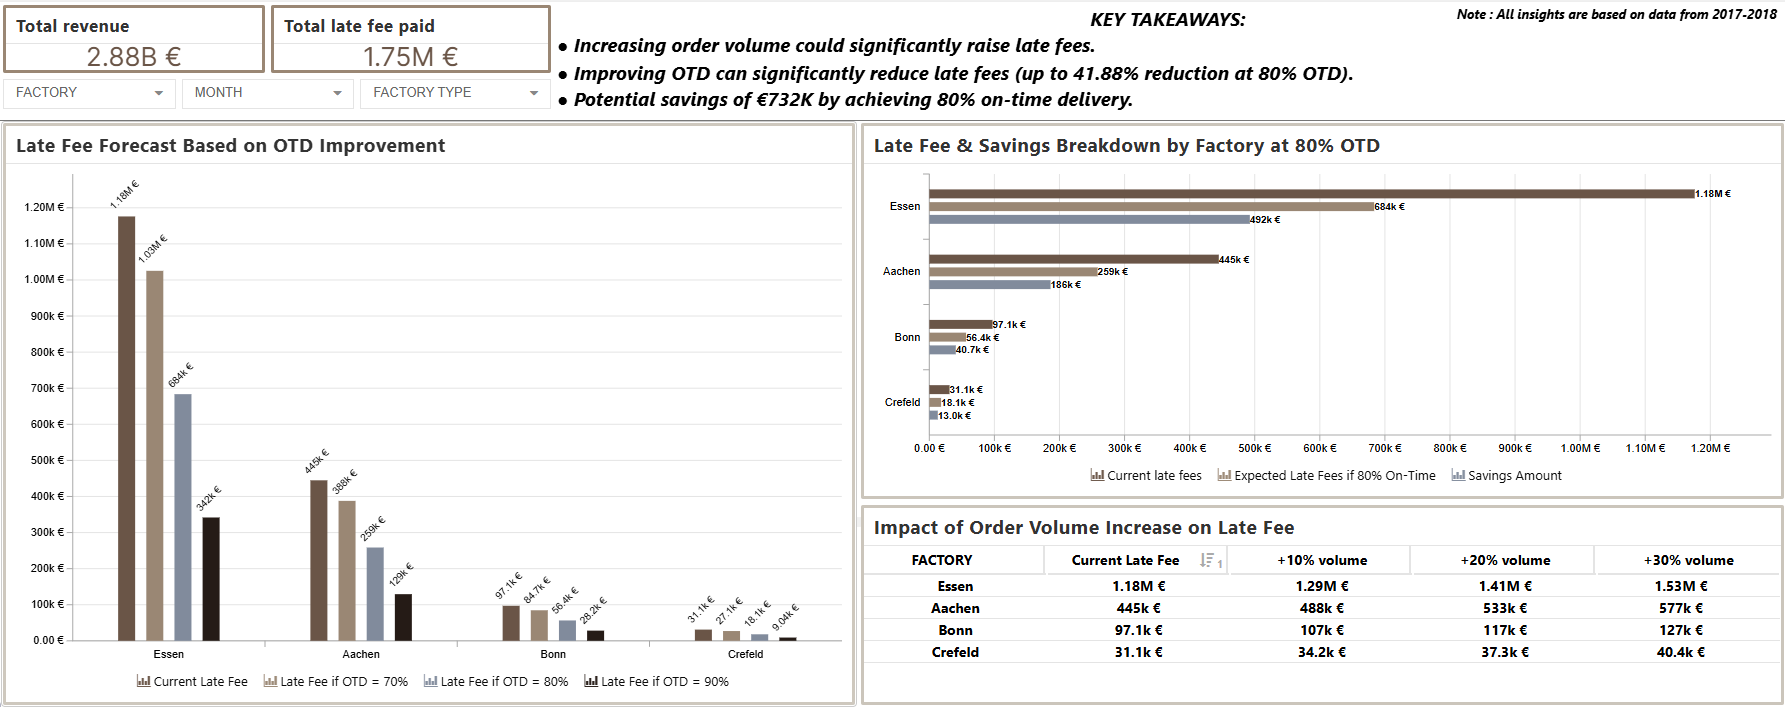 Total revenue
2.88B €
Total late fee paid
1.75M €
FACTORY
MONTH
FACTORY TYPE
KEY TAKEAWAYS:
● Increasing order volume could significantly raise late fees.
● Improving OTD can significantly reduce late fees (up to 41.88% reduction at 80% OTD).
● Potential savings of €732K by achieving 80% on-time delivery.
Note : All insights are based on data from 2017-2018
Late Fee Forecast Based on OTD Improvement
1.20M €
1.10M €
1.00M €
900k €
800k €
700k €
600k €
500k €
400k €
300k €
200k €
100k €
0.00 €
1.18M €
1.03M €
684k €
342k €
445k €
388k €
259k €
129k €
97.1k €
84.7k €
56.4k €
28.2k €
31.1k €
27.1k €
18.1k €
9.04k €
Essen
Aachen
Bonn
Crefeld
Current Late Fee
Late Fee if OTD = 70%
Late Fee if OTD = 80%
Late Fee if OTD = 90%
Late Fee & Savings Breakdown by Factory at 80% OTD
Essen
1.18M €
684k €
492k €
Aachen
445k €
259k €
186k €
Bonn
97.1k €
56.4k €
40.7k €
Crefeld
31.1k €
18.1k €
13.0k €
0.00 €
100k €
200k €
300k €
400k €
500k €
600k €
700k €
800k €
900k €
1.00M €
1.10M €
1.20M €
Current late fees
Expected Late Fees if 80% On-Time
Savings Amount
Impact of Order Volume Increase on Late Fee
FACTORY Current Late Fee 1 +10% volume +20% volume +30% volume
Essen 1.18M € 1.29M € 1.41M € 1.53M €
Aachen 445k € 488k € 533k € 577k €
Bonn 97.1k € 107k € 117k € 127k €
Crefeld 31.1k € 34.2k € 37.3k € 40.4k €